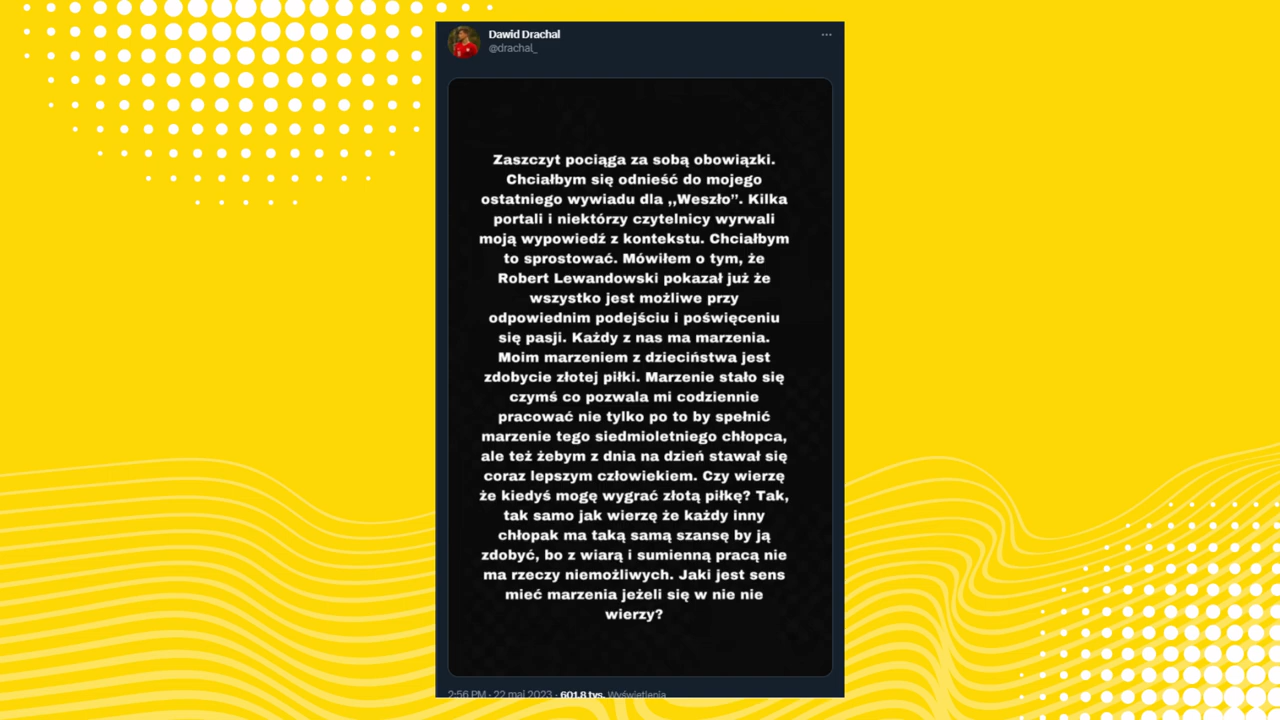 Dawid Drachal
@drachal_
Zaszczyt pociąga za sobą obowiązki.
Chciałbym się odnieść do mojego
ostatniego wywiadu dla ,,Weszło”. Kilka
portali i niektórzy czytelnicy wyrwali
moją wypowiedź z kontekstu. Chciałbym
to sprostować. Mówiłem o tym, że
Robert Lewandowski pokazał już że
wszystko jest możliwe przy
odpowiednim podejściu i poświęceniu
się pasji. Każdy z nas ma marzenia.
Moim marzeniem z dzieciństwa jest
zdobycie złotej piłki. Marzenie stało się
czymś co pozwala mi codziennie
pracować nie tylko po to by spełnić
marzenie tego siedmioletniego chłopca,
ale też żebym z dnia na dzień stawał się
coraz lepszym człowiekiem. Czy wierzę
że kiedyś mogę wygrać złotą piłkę? Tak,
tak samo jak wierzę że każdy inny
chłopak ma taką samą szansę by ją
zdobyć, bo z wiarą i sumienną pracą nie
ma rzeczy niemożliwych. Jaki jest sens
mieć marzenia jeżeli się w nie nie
wierzy?
2:56 PM · 22 maj 2023 · 601,8 tys. Wyświetlenia